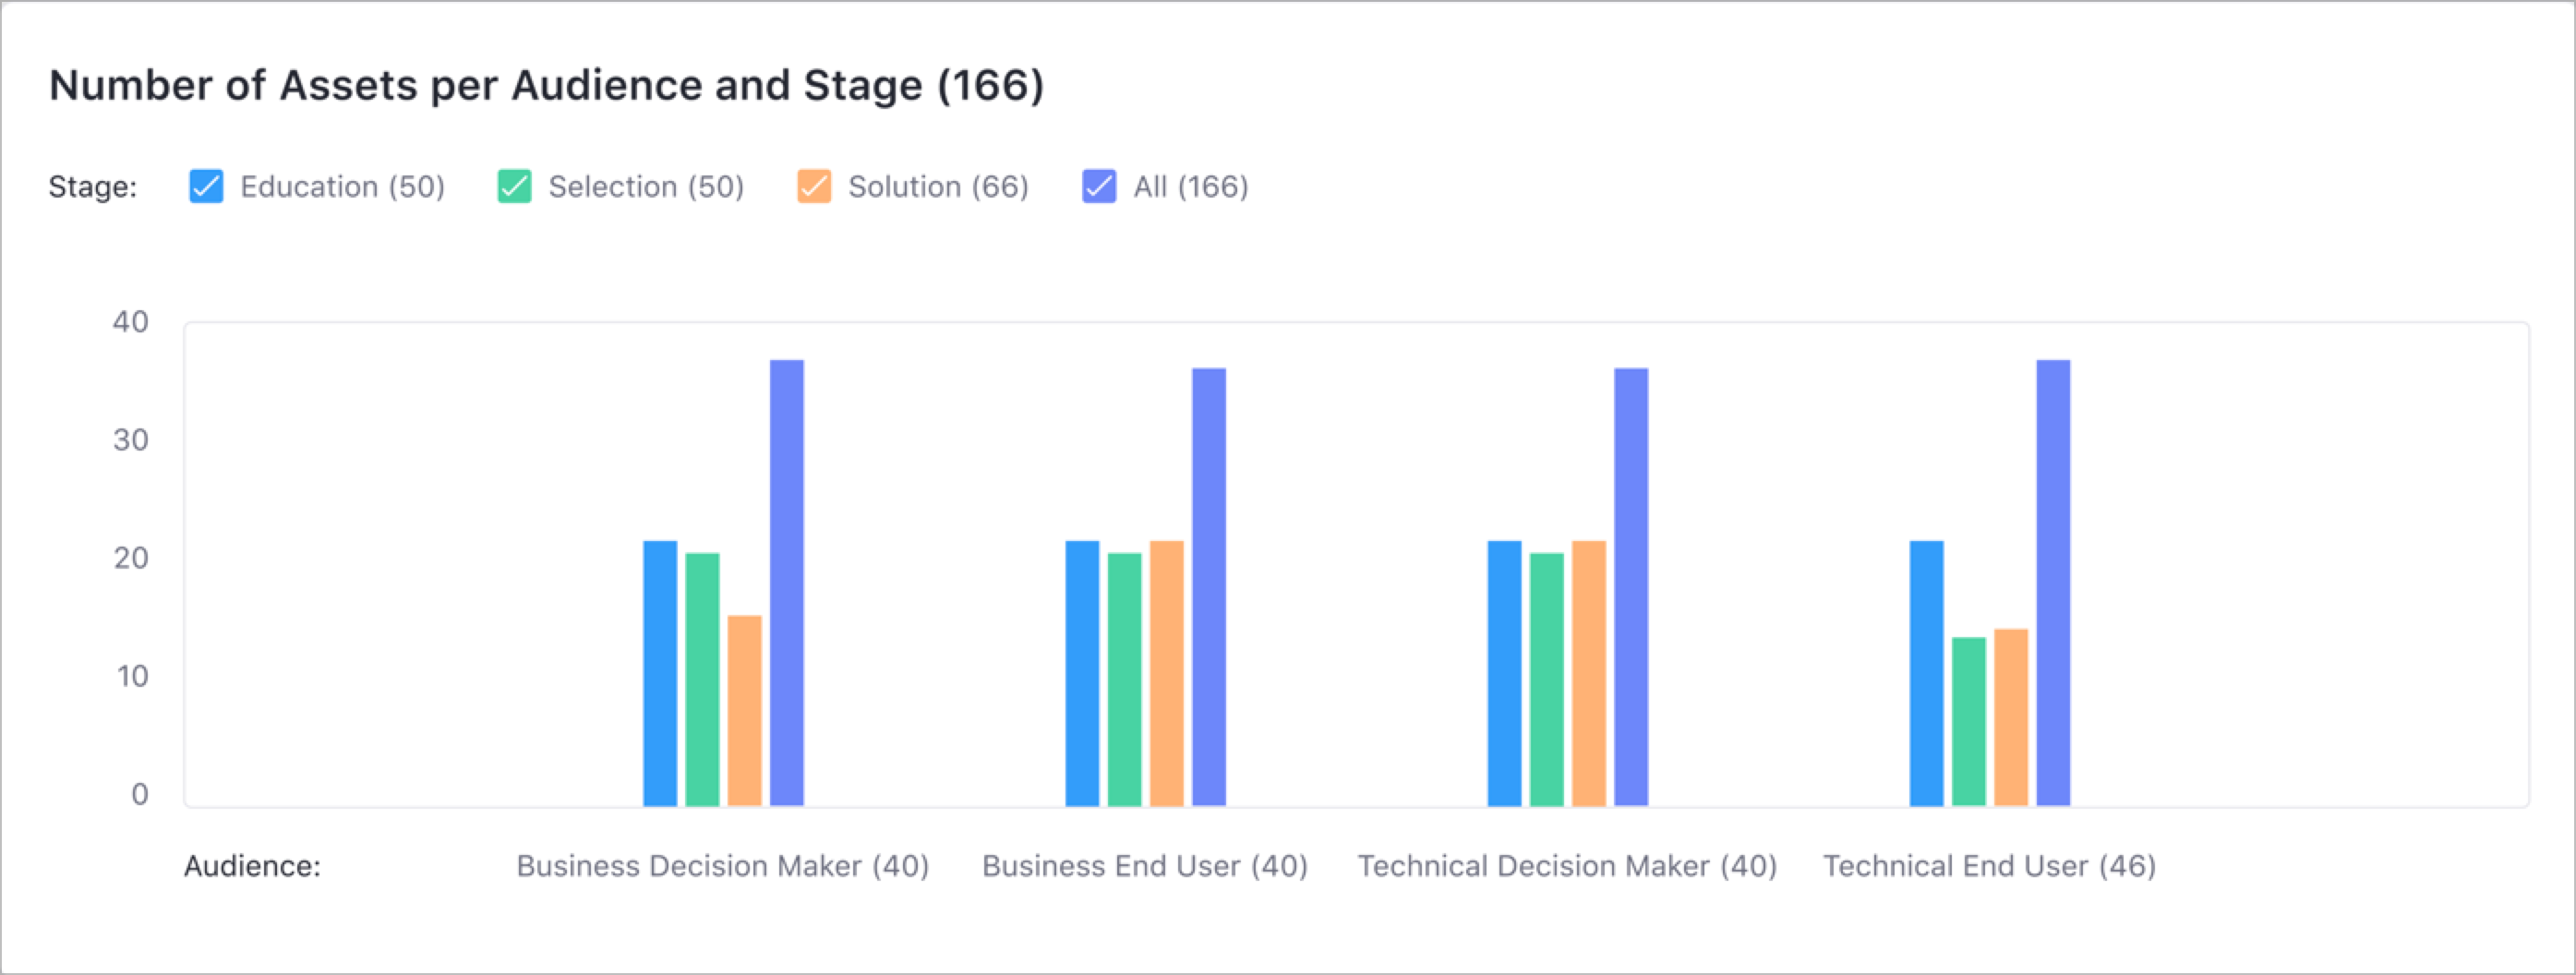 Number of Assets per Audience and Stage (166)
Stage: Education (50) Selection (50) Solution (66) All (166)
40
30
20
10
0
Audience: Business Decision Maker (40) Business End User (40) Technical Decision Maker (40) Technical End User (46)